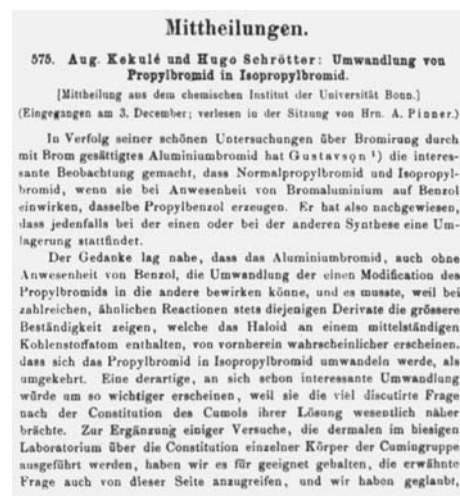 Mittheilungen.
575. Aug. Kekulé und Hugo Schrötter: Umwandlung von
Propylbromid in Isopropylbromid.
[Mittheilung aus dem chemischen Institut der Universität Bonn.]
(Eingegangen am 3. December; verlesen in der Sitzung von Hrn. A. Pinner.)
In Verfolg seiner schönen Untersuchungen über Bromirung durch
mit Brom gesättigtes Aluminiumbromid hat Gustavson ¹) die interes-
sante Beobachtung gemacht, dass Normalpropylbromid und Isopropyl-
bromid, wenn sie bei Anwesenheit von Bromaluminium auf Benzol
einwirken, dasselbe Propylbenzol erzeugen. Er hat also nachgewiesen,
dass jedenfalls bei der einen oder bei der anderen Synthese eine Um-
lagerung stattfindet.
Der Gedanke lag nahe, dass das Aluminiumbromid, auch ohne
Anwesenheit von Benzol, die Umwandlung der einen Modification des
Propylbromids in die andere bewirken könne, und es musste, weil bei
zahlreichen, ähnlichen Reactionen stets diejenigen Derivate die grössere
Beständigkeit zeigen, welche das Haloid an einem mittelständigen
Kohlenstoffatom enthalten, von vornherein wahrscheinlicher erscheinen,
dass sich das Propylbromid in Isopropylbromid umwandeln werde, als
umgekehrt. Eine derartige, an sich schon interessante Umwandlung
würde um so wichtiger erscheinen, weil sie die viel discutirte Frage
nach der Constitution des Cumols ihrer Lösung wesentlich näher
brächte. Zur Ergänzung einiger Versuche, die dermalen im hiesigen
Laboratorium über die Constitution einzelner Körper der Cumingruppe
ausgeführt werden, haben wir es für geeignet gehalten, die erwähnte
Frage auch von dieser Seite anzugreifen, und wir haben geglaubt,